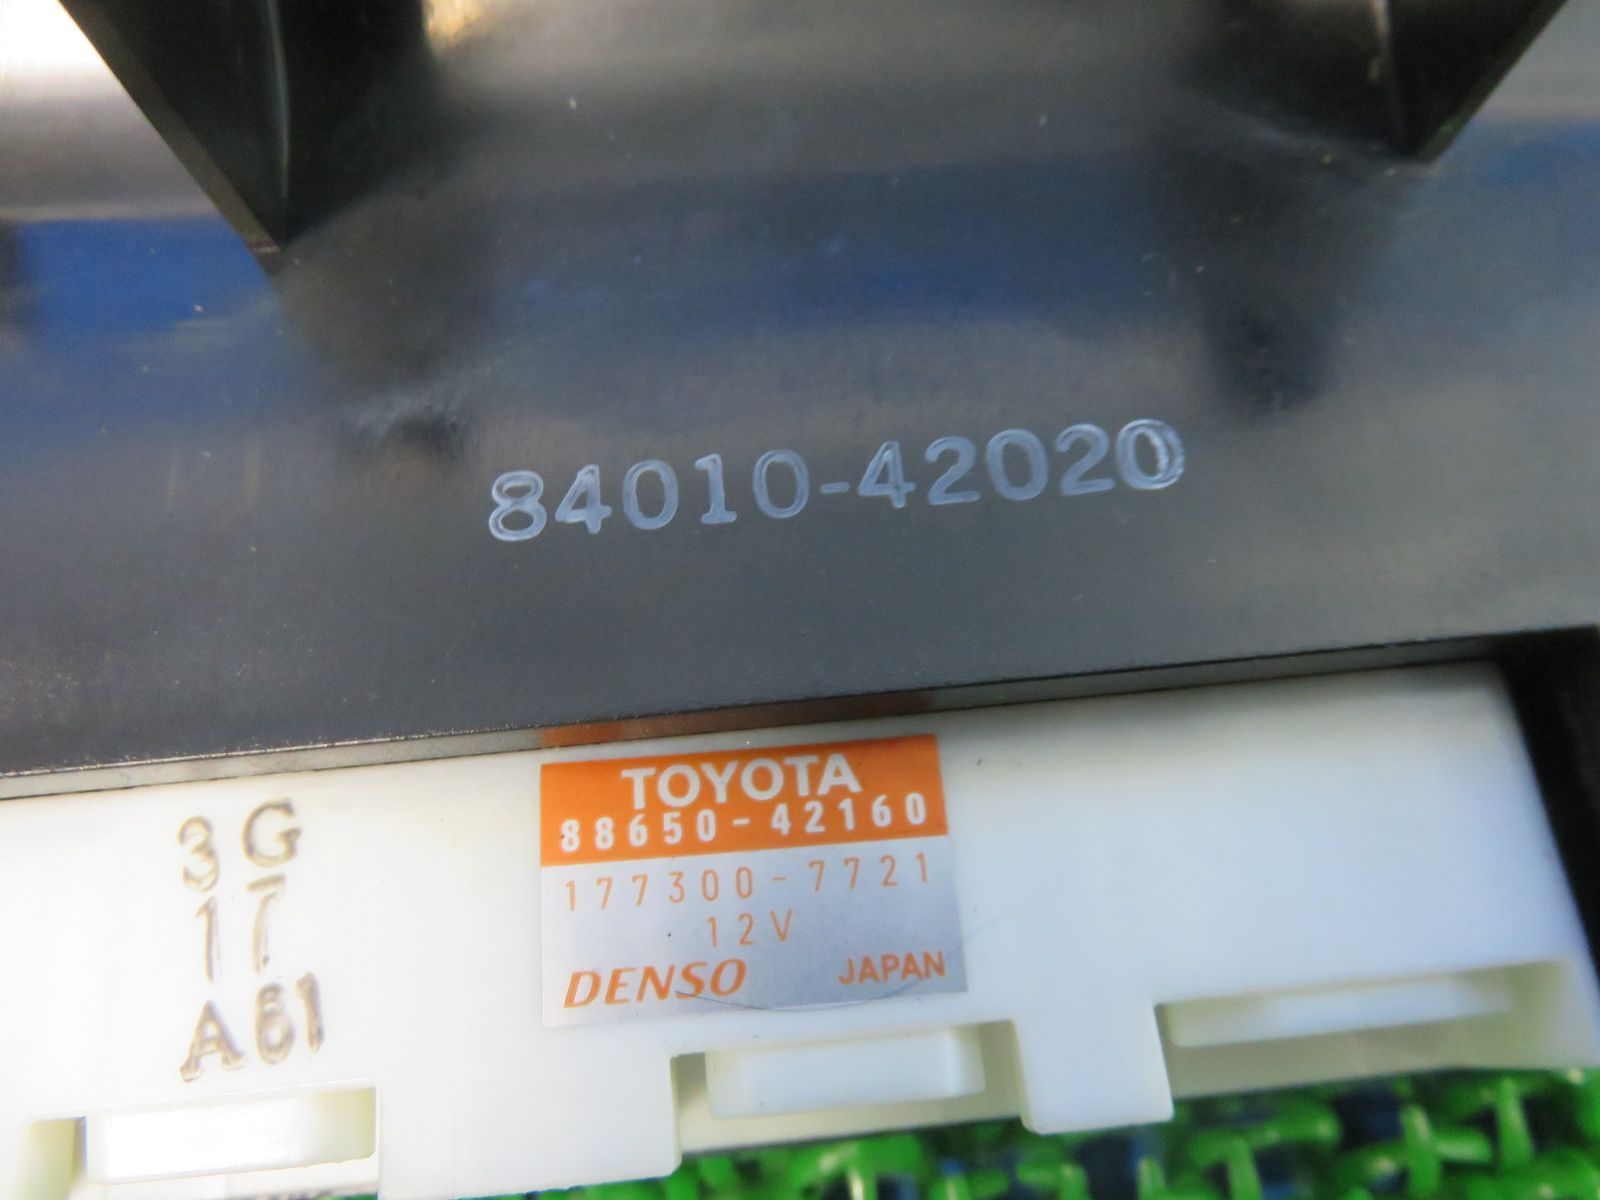 84010-42020
TOYOTA
88650-42160
177300-7721
12V
DENSO JAPAN
3G
17
A61